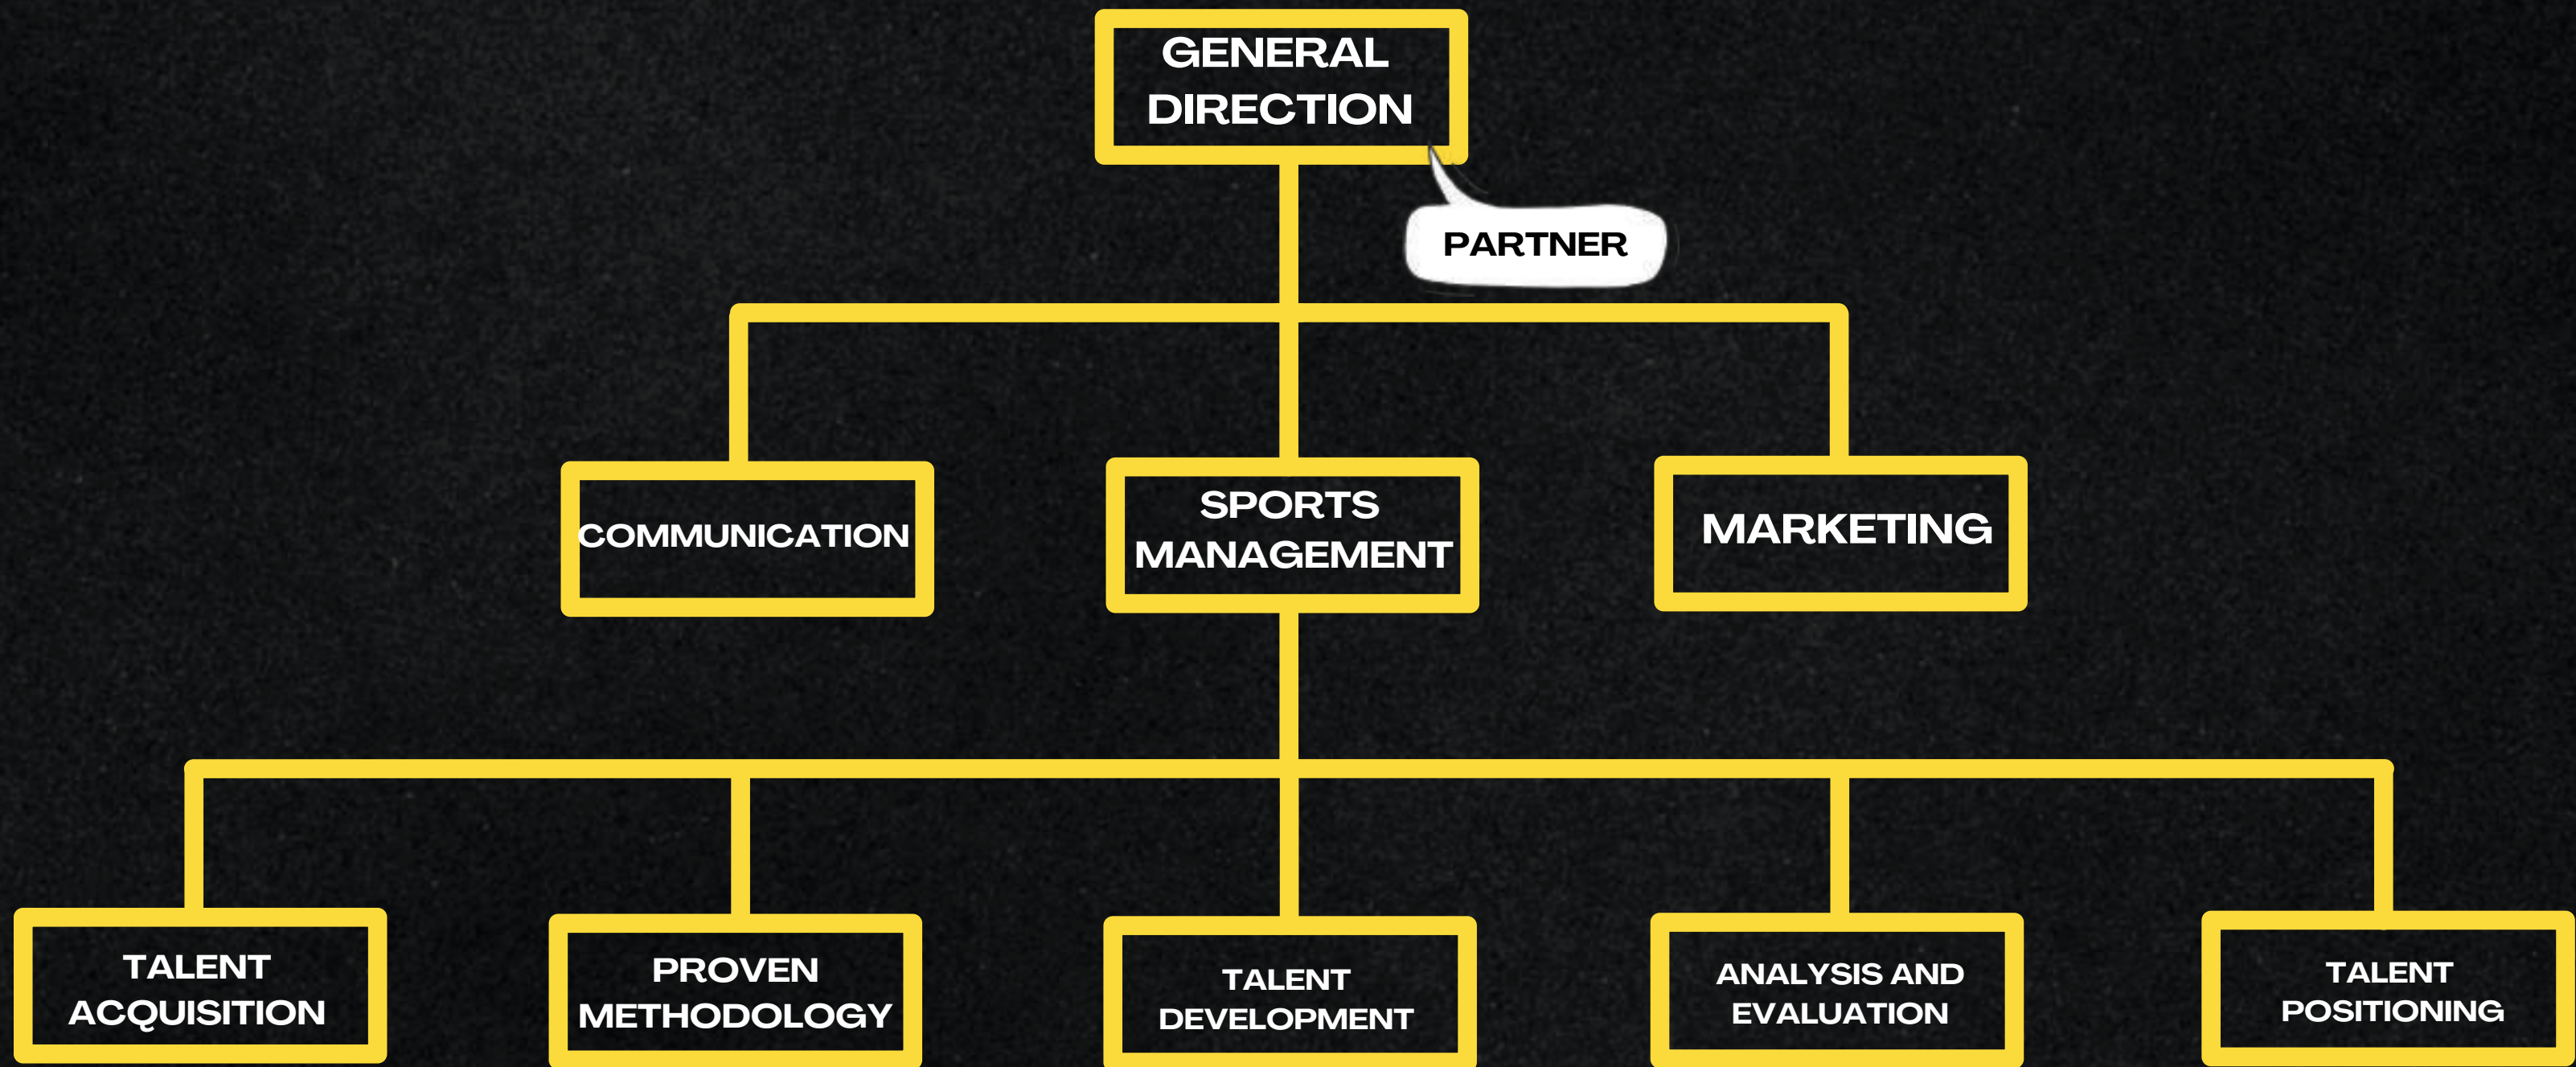 GENERAL
DIRECTION
PARTNER
COMMUNICATION
SPORTS
MANAGEMENT
MARKETING
TALENT
ACQUISITION
PROVEN
METHODOLOGY
TALENT
DEVELOPMENT
ANALYSIS AND
EVALUATION
TALENT
POSITIONING